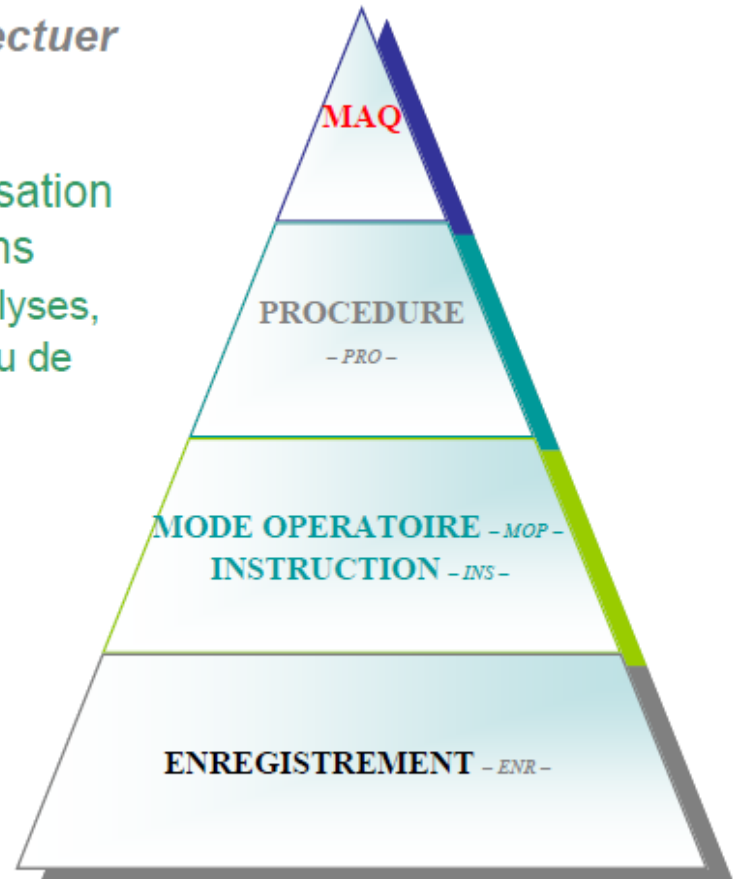 ectuer
sation
ns
lyses,
u de
MAQ
PROCEDURE
– PRO –
MODE OPERATOIRE – MOP –
INSTRUCTION – INS –
ENREGISTREMENT – ENR –